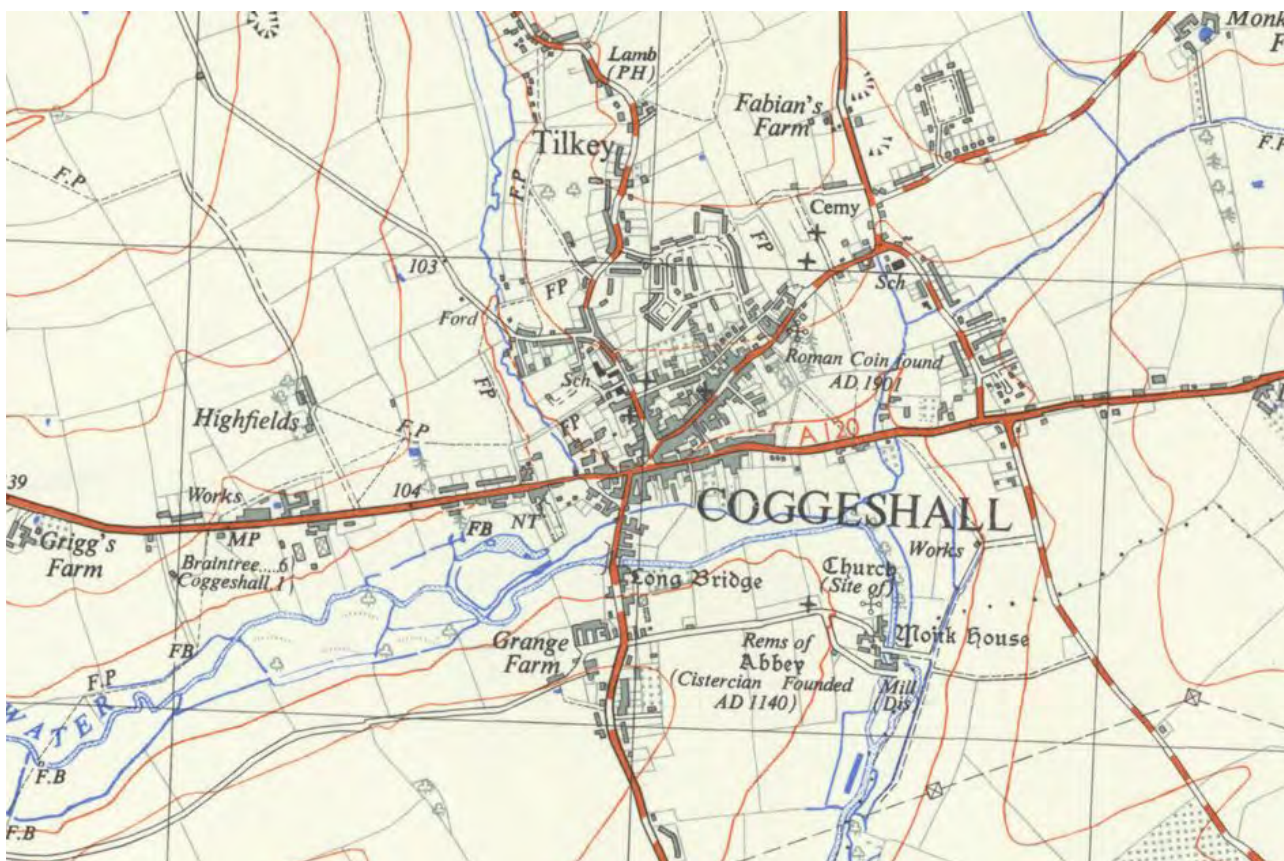 Monk
F
Lamb
(PH)
Fabian's
Farm
Tilkey
F.P
F.P
F.P
Cemy
FP
103
FP
Sch
Ford
Roman Coin found
AD 1901
Sch
FP
Highfields
FP
F.P
A 120
39
Works
104
COGGESHALL
NT
FB
MP
Grigg's
Farm
Works
Braintree....6
Coggeshall.1
Church
(Site of)
Long Bridge
Monk House
Grange
Farm
Rems of
Abbey
(Cistercian Founded
AD 1140)
FB
F.P
Mill
(Dis)
WATER
F.B
F.B